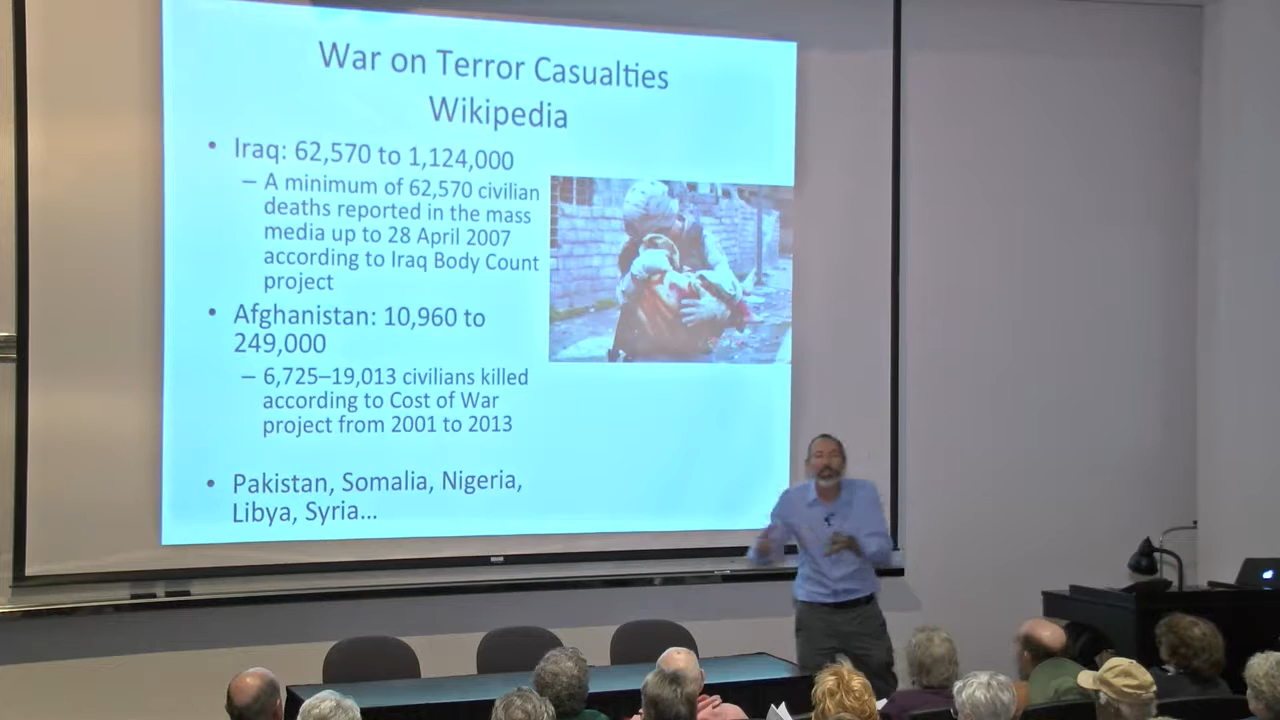 War on Terror Casualties
Wikipedia
• Iraq: 62,570 to 1,124,000
– A minimum of 62,570 civilian
deaths reported in the mass
media up to 28 April 2007
according to Iraq Body Count
project
• Afghanistan: 10,960 to
249,000
– 6,725–19,013 civilians killed
according to Cost of War
project from 2001 to 2013
• Pakistan, Somalia, Nigeria,
Libya, Syria...